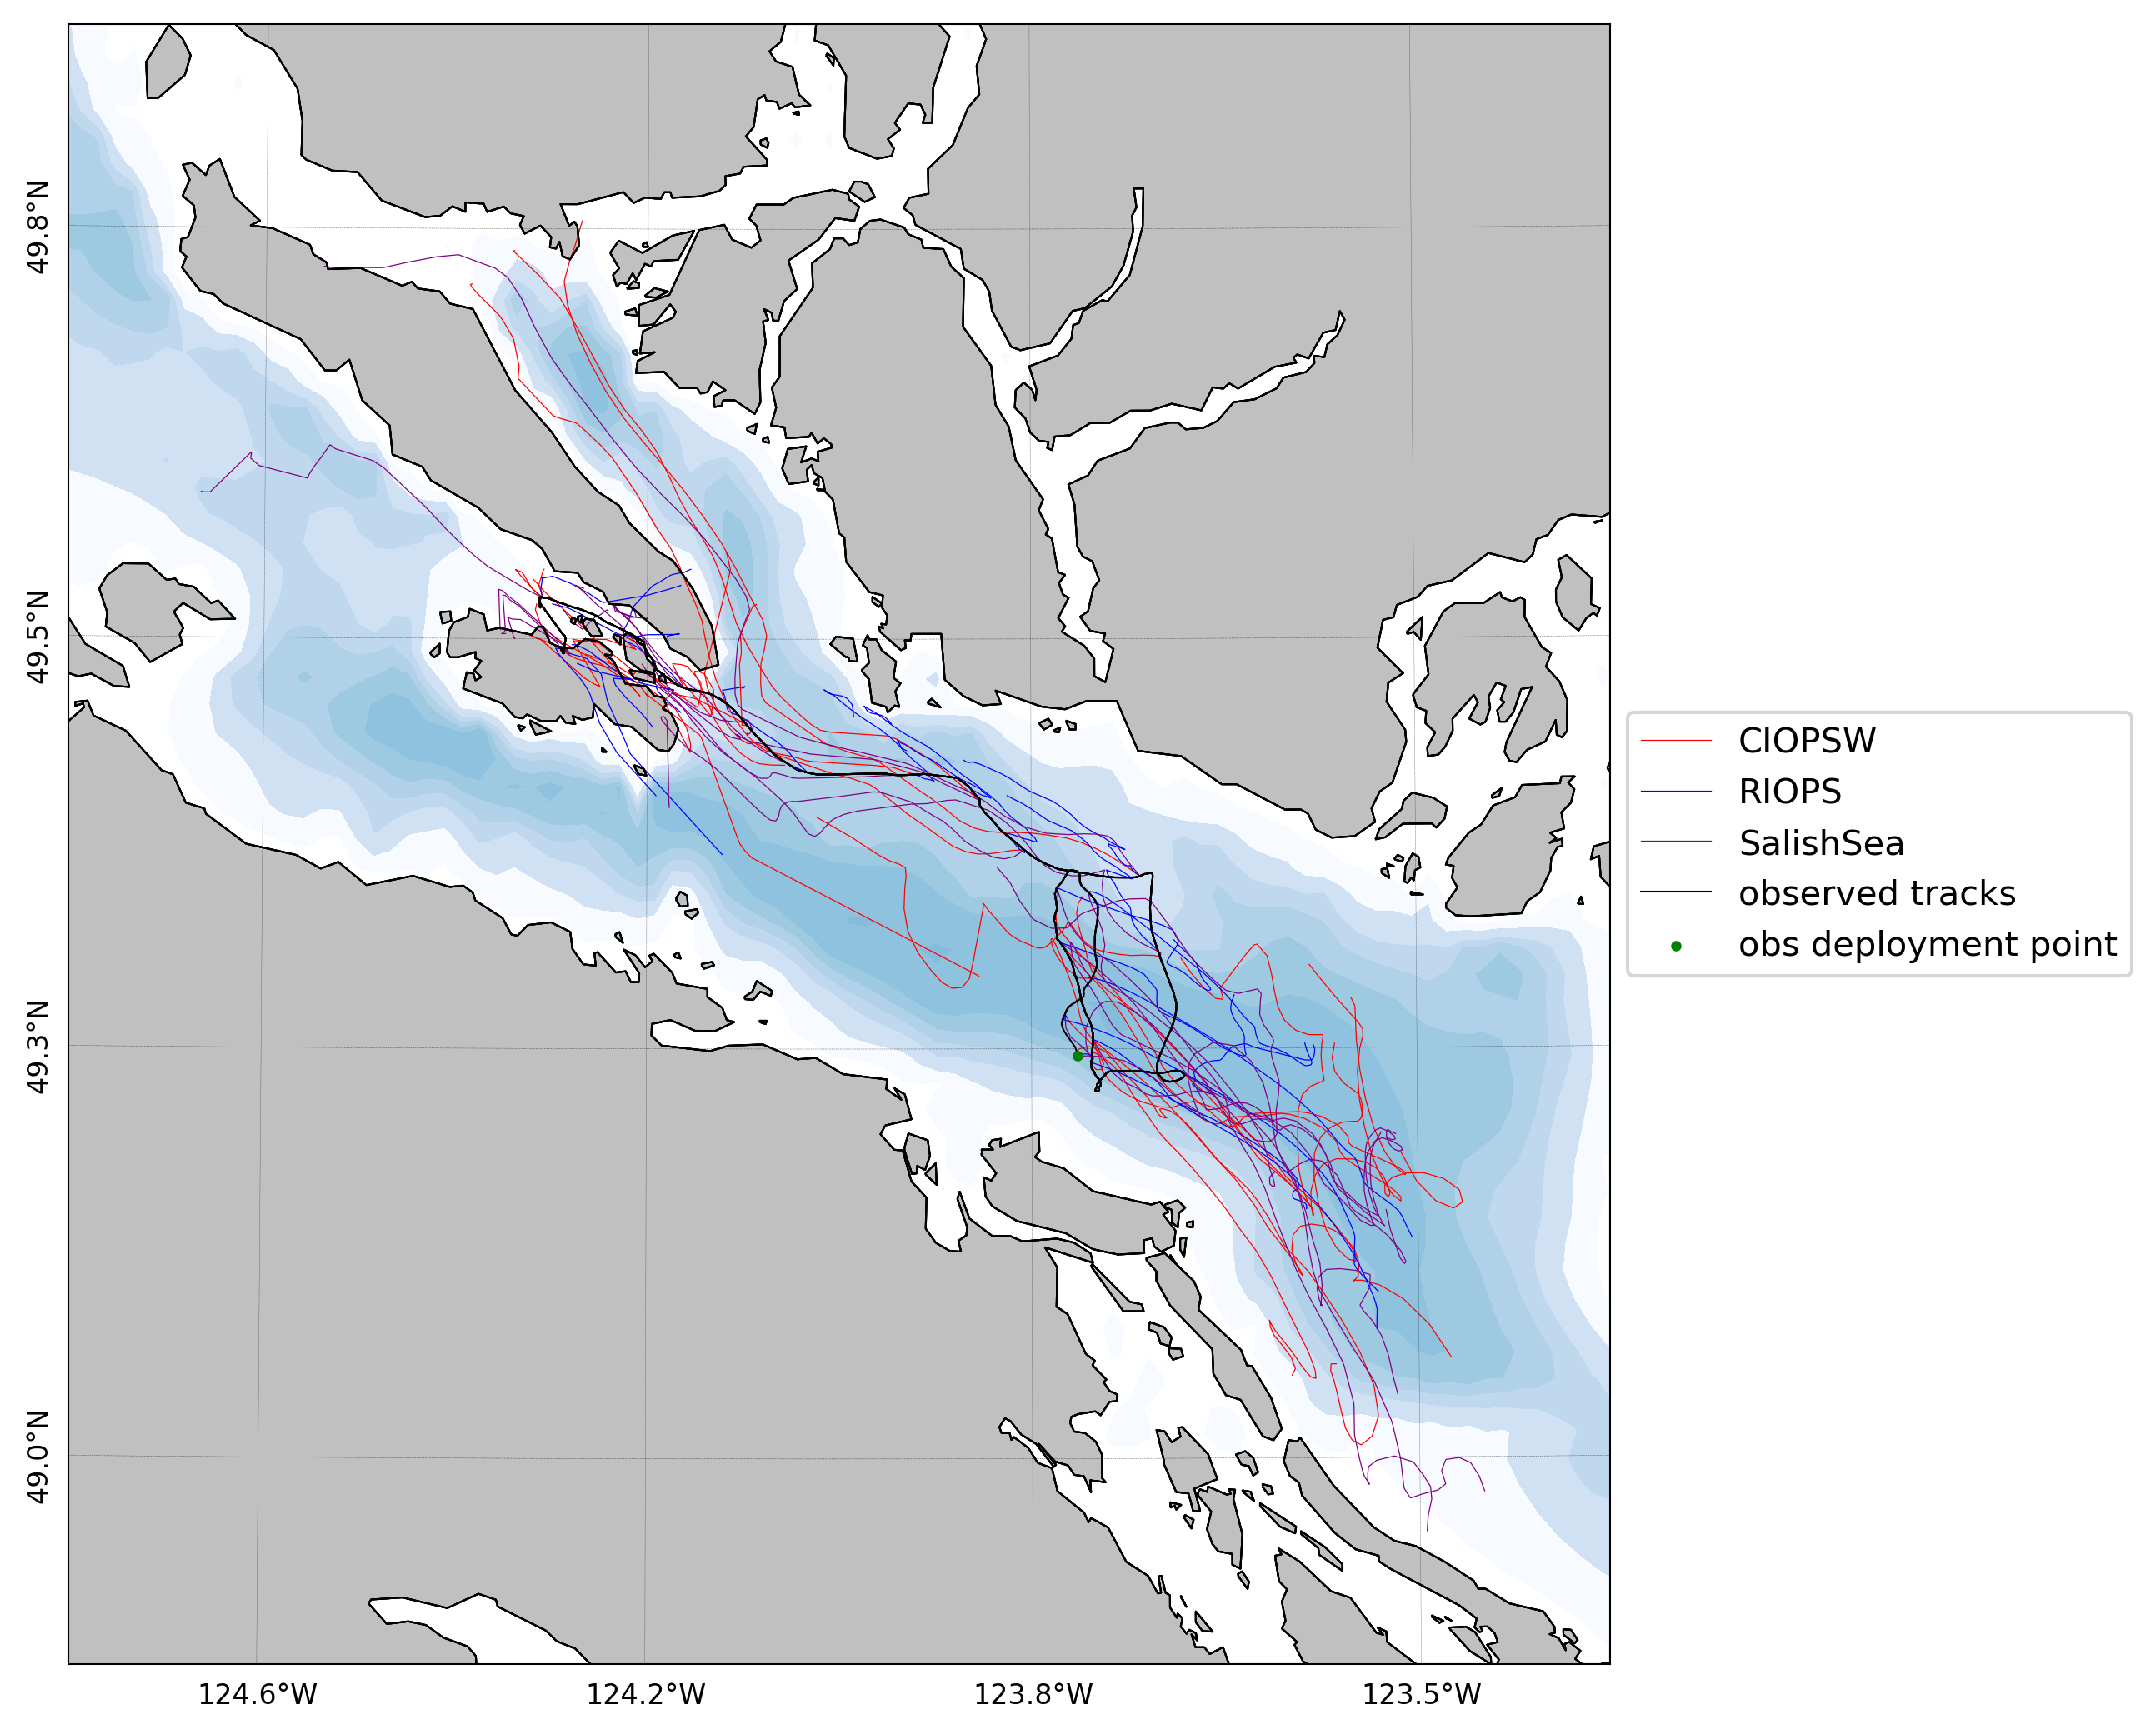 49.8°N
49.5°N
49.3°N
49.0°N
124.6°W
124.2°W
123.8°W
123.5°W
CIOPSW
RIOPS
SalishSea
observed tracks
obs deployment point